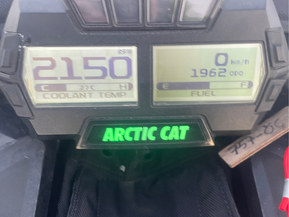 RPM
2150
0 km/h
1962 ODO
C H
COOLANT TEMP
E F
FUEL
ARCTIC CAT